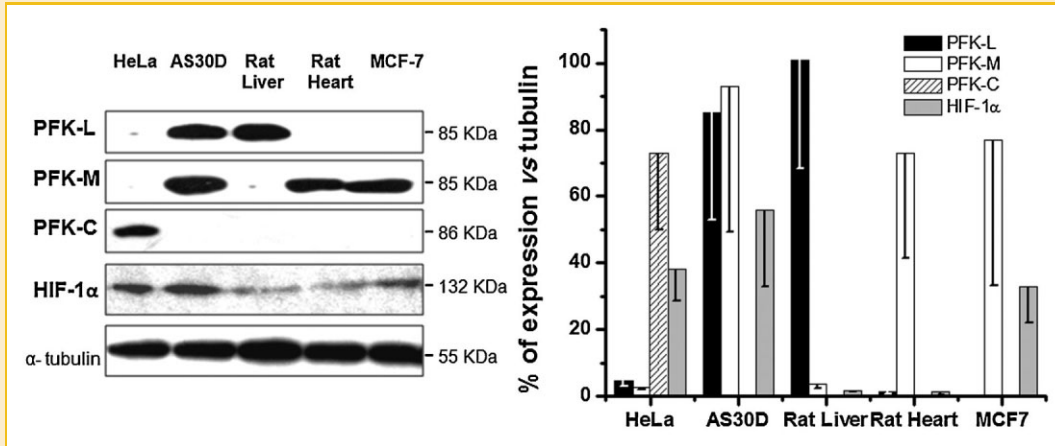 HeLa AS30D Rat Liver Rat Heart MCF-7
PFK-L 85 KDa
PFK-M 85 KDa
PFK-C 86 KDa
HIF-1α 132 KDa
α- tubulin 55 KDa
% of expression vs tubulin
100
80
60
40
20
0
PFK-L
PFK-M
PFK-C
HIF-1α
HeLa AS30D Rat Liver Rat Heart MCF7